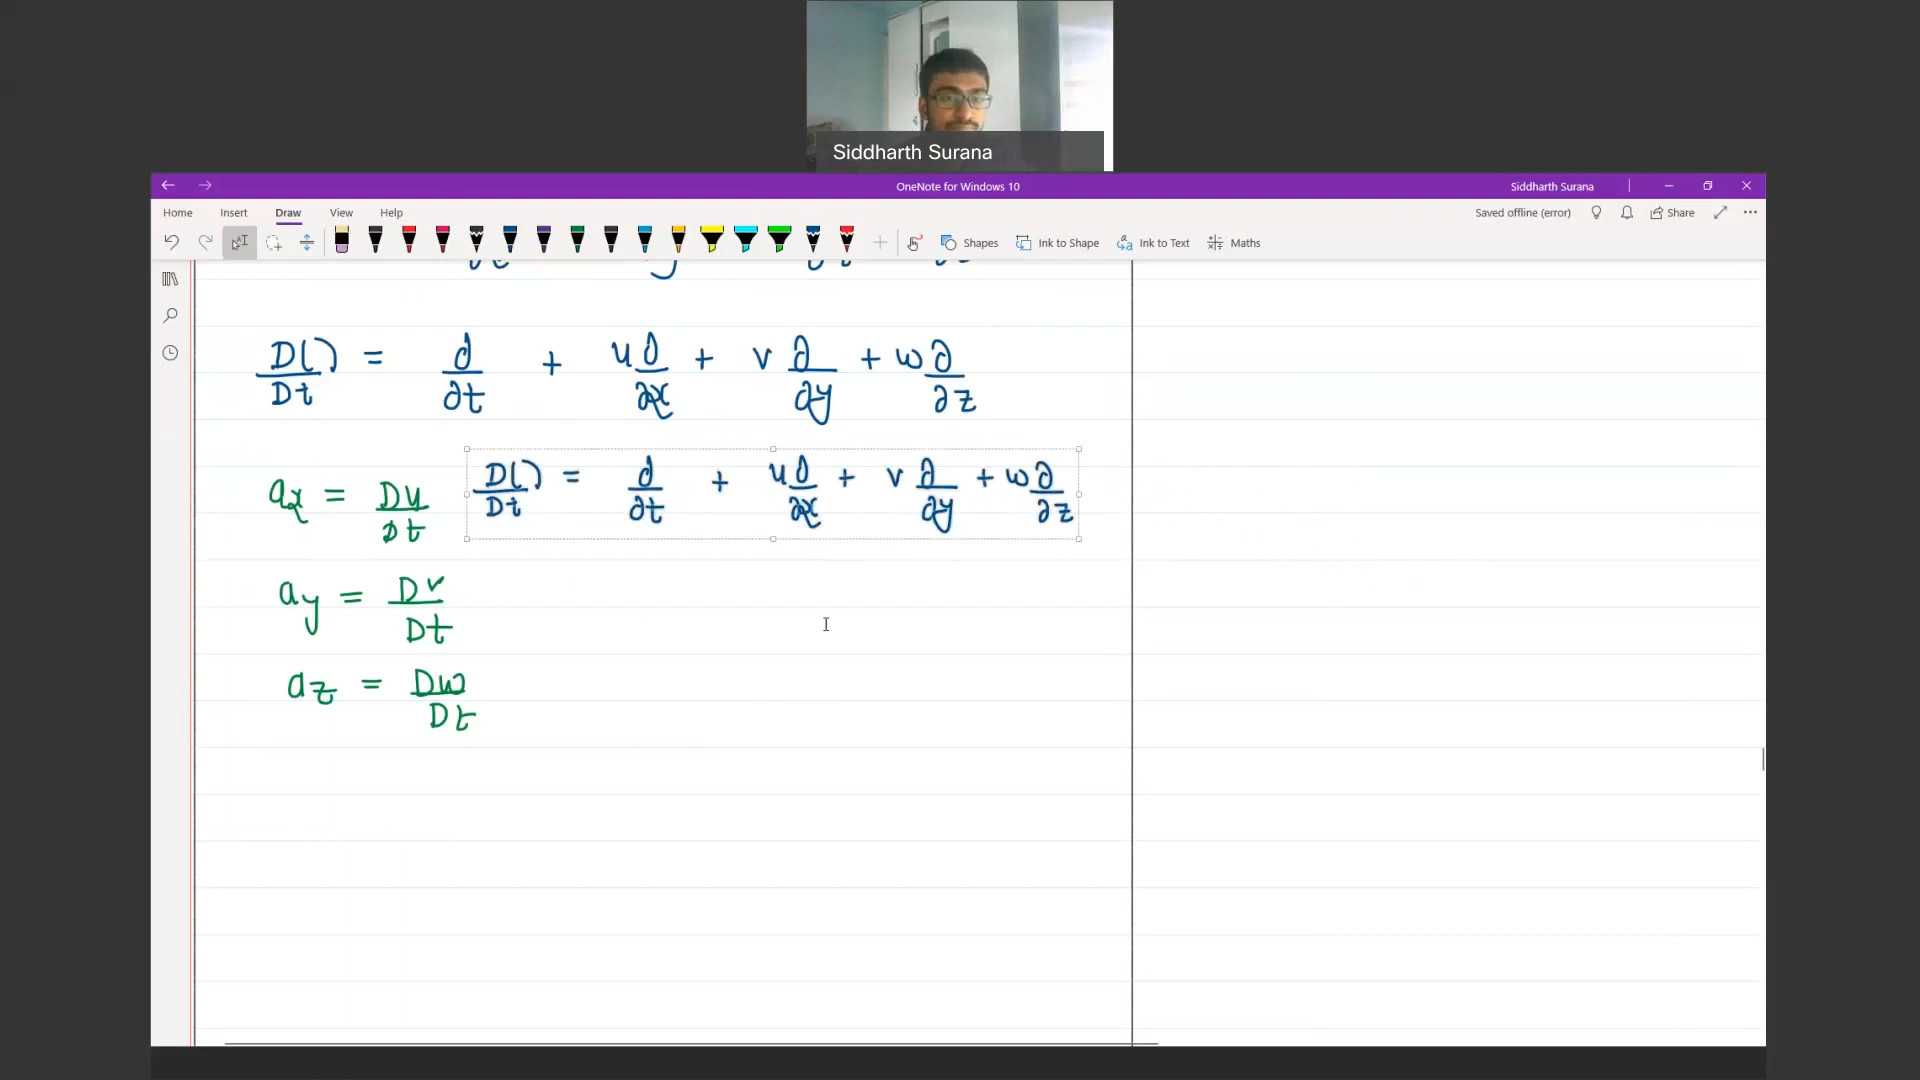 Siddharth Surana
OneNote for Windows 10
Siddharth Surana
Home Insert Draw View Help
Saved offline (error)
Share
Shapes
Ink to Shape
Ink to Text
Maths
D()/Dt = ∂/∂t + u∂/∂x + v∂/∂y + w∂/∂z
ax = Du/Dt D()/Dt = ∂/∂t + u∂/∂x + v∂/∂y + w∂/∂z
ay = Dv/Dt
az = Dw/Dt